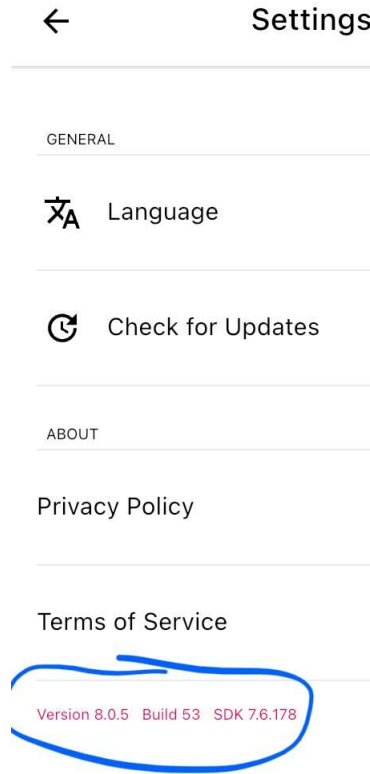 Settings
GENERAL
Language
Check for Updates
ABOUT
Privacy Policy
Terms of Service
Version 8.0.5 Build 53 SDK 7.6.178